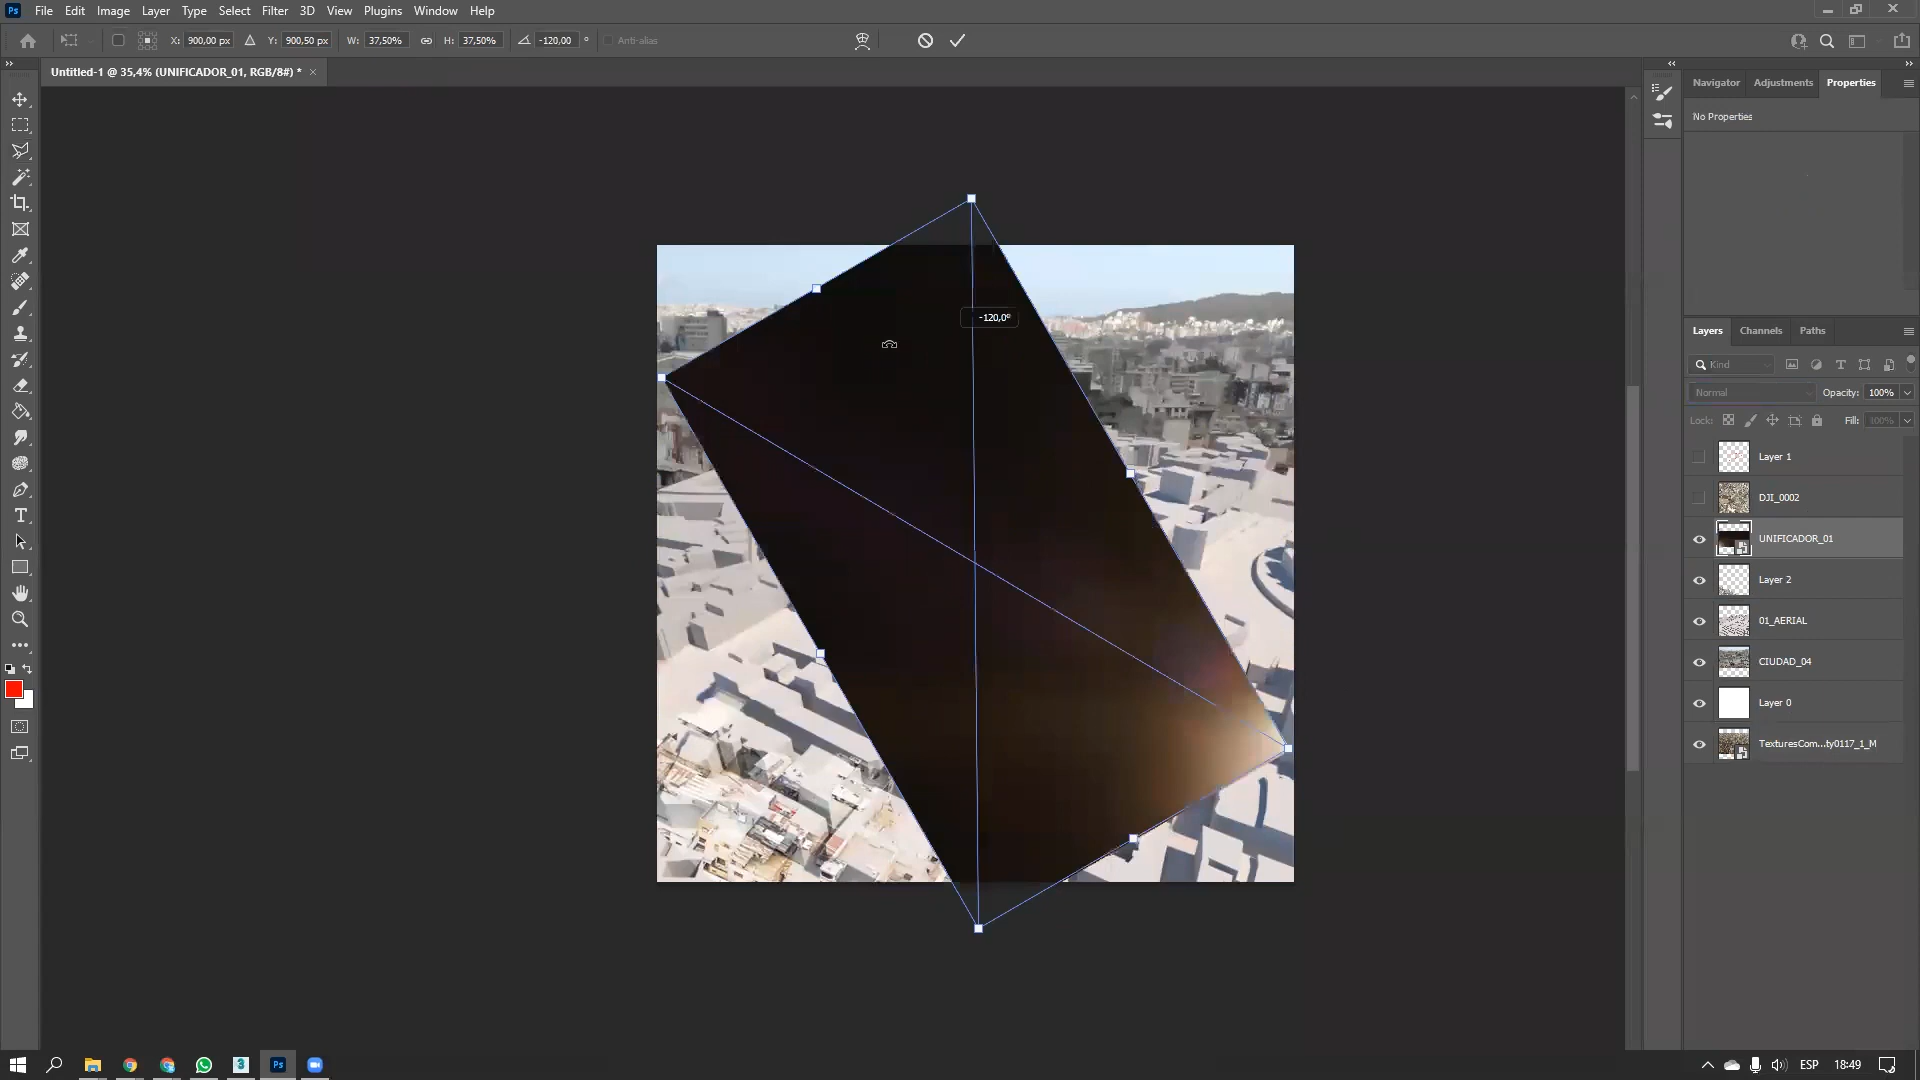 Ps File Edit Image Layer Type Select Filter 3D View Plugins Window Help
X: 900,00 px Y: 900,50 px W: 37,50% H: 37,50% -120,00 ° Anti-alias
Untitled-1 @ 35,4% (UNIFICADOR_01, RGB/8#) * ×
Navigator Adjustments Properties
No Properties
-120,0°
Layers Channels Paths
Kind
Normal Opacity: 100%
Lock: Fill: 100%
Layer 1
DJI_0002
UNIFICADOR_01
Layer 2
01_AERIAL
CIUDAD_04
Layer 0
TexturesCom...ty0117_1_M
3 Ps ESP 18:49